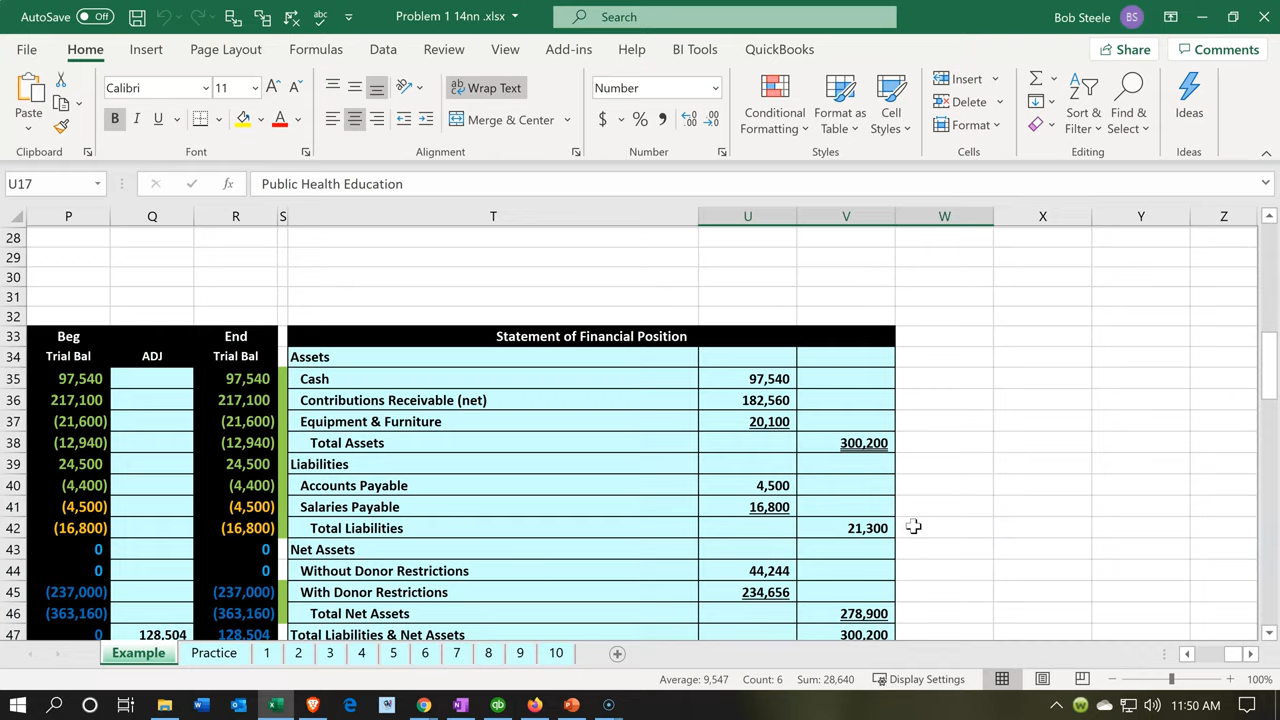 AutoSave Off abc Problem 1 14nn .xlsx Search Bob Steele BS
File Home Insert Page Layout Formulas Data Review View Add-ins Help BI Tools QuickBooks Share Comments
Paste Calibri 11 B I U A ab Wrap Text Merge & Center Number $ % Conditional Formatting Format as Table Cell Styles Insert Delete Format Sort & Filter Find & Select Ideas
Clipboard Font Alignment Number Styles Cells Editing Ideas
U17 fx Public Health Education
P Q R S T U V W X Y Z
28
29
30
31
32
33 Beg End Statement of Financial Position
34 Trial Bal ADJ Trial Bal Assets
35 97,540 97,540 Cash 97,540
36 217,100 217,100 Contributions Receivable (net) 182,560
37 (21,600) (21,600) Equipment & Furniture 20,100
38 (12,940) (12,940) Total Assets 300,200
39 24,500 24,500 Liabilities
40 (4,400) (4,400) Accounts Payable 4,500
41 (4,500) (4,500) Salaries Payable 16,800
42 (16,800) (16,800) Total Liabilities 21,300
43 0 0 Net Assets
44 0 0 Without Donor Restrictions 44,244
45 (237,000) (237,000) With Donor Restrictions 234,656
46 (363,160) (363,160) Total Net Assets 278,900
47 0 128,504 128,504 Total Liabilities & Net Assets 300,200
Example Practice 1 2 3 4 5 6 7 8 9 10
Average: 9,547 Count: 6 Sum: 28,640 Display Settings 100%
11:50 AM